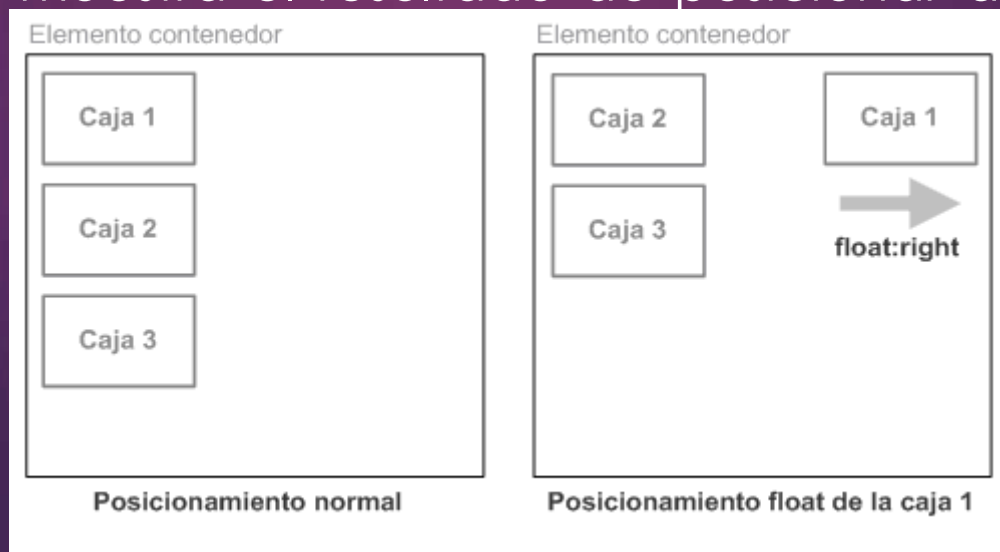 Elemento contenedor
Caja 1
Caja 2
Caja 3
Posicionamiento normal
Elemento contenedor
Caja 2
Caja 1
Caja 3
float:right
Posicionamiento float de la caja 1